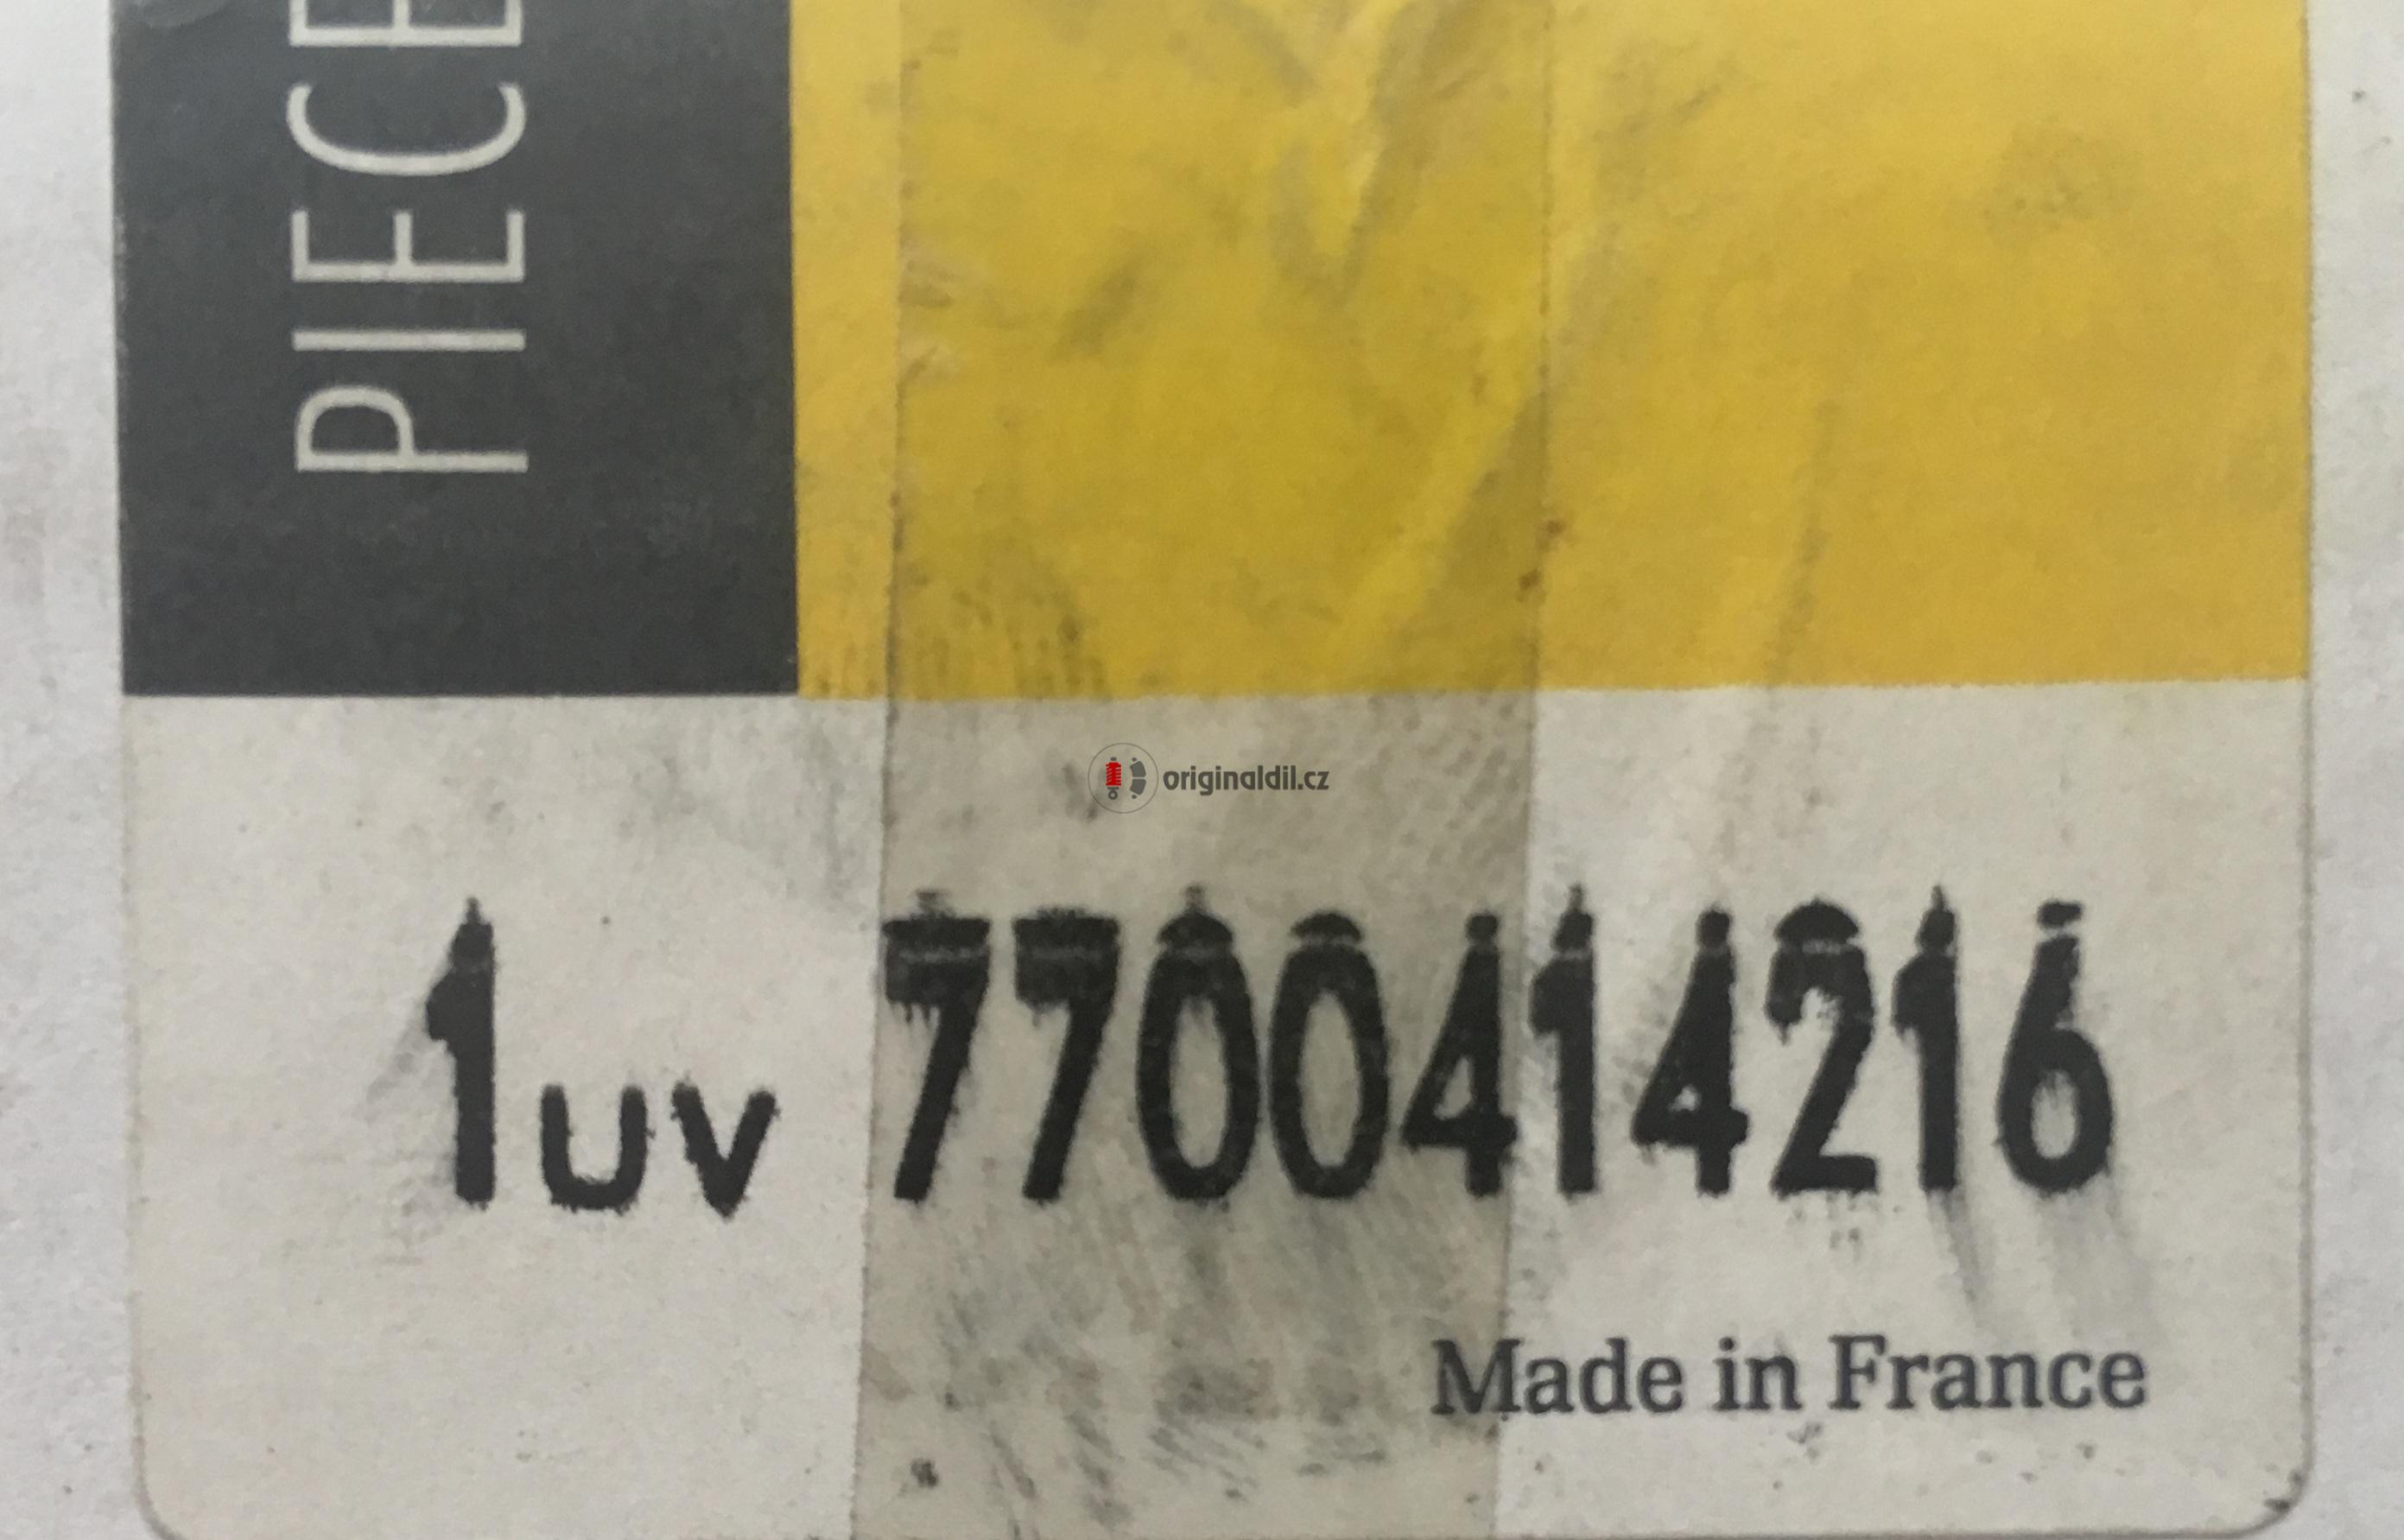 PIECE
originaldil.cz
1uv 7700414216
Made in France